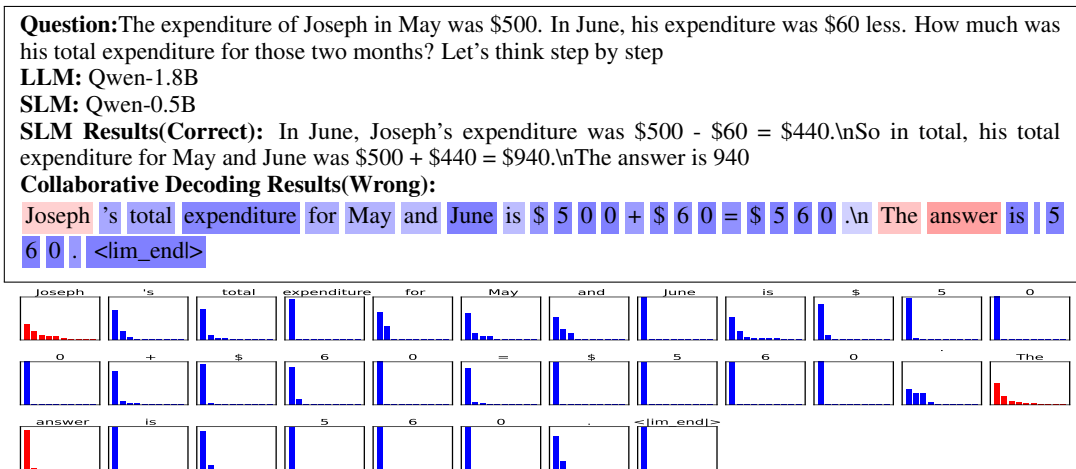 Question:The expenditure of Joseph in May was $500. In June, his expenditure was $60 less. How much was
his total expenditure for those two months? Let's think step by step
LLM: Qwen-1.8B
SLM: Qwen-0.5B
SLM Results(Correct): In June, Joseph's expenditure was $500 - $60 = $440.\nSo in total, his total
expenditure for May and June was $500 + $440 = $940.\nThe answer is 940
Collaborative Decoding Results(Wrong):
Joseph 's total expenditure for May and June is $ 5 0 0 + $ 6 0 = $ 5 6 0 .\n The answer is 5
6 0 . <|im_end|>
Joseph 's total expenditure for May and June is $ 5 0
0 + $ 6 0 = $ 5 6 0 . The
answer is 5 6 0 . <|im_end|>